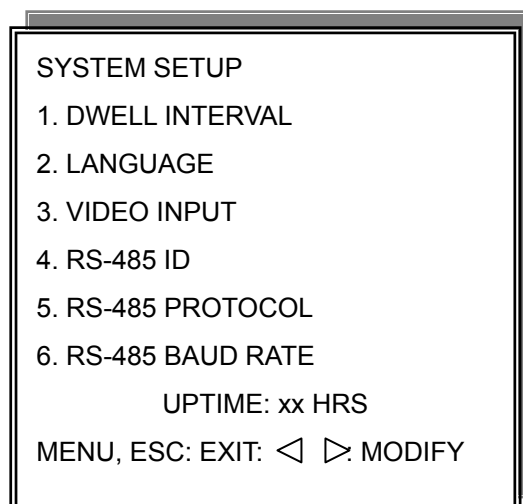 SYSTEM SETUP
1. DWELL INTERVAL
2. LANGUAGE
3. VIDEO INPUT
4. RS-485 ID
5. RS-485 PROTOCOL
6. RS-485 BAUD RATE
UPTIME: xx HRS
MENU, ESC: EXIT: ◁ ▷: MODIFY